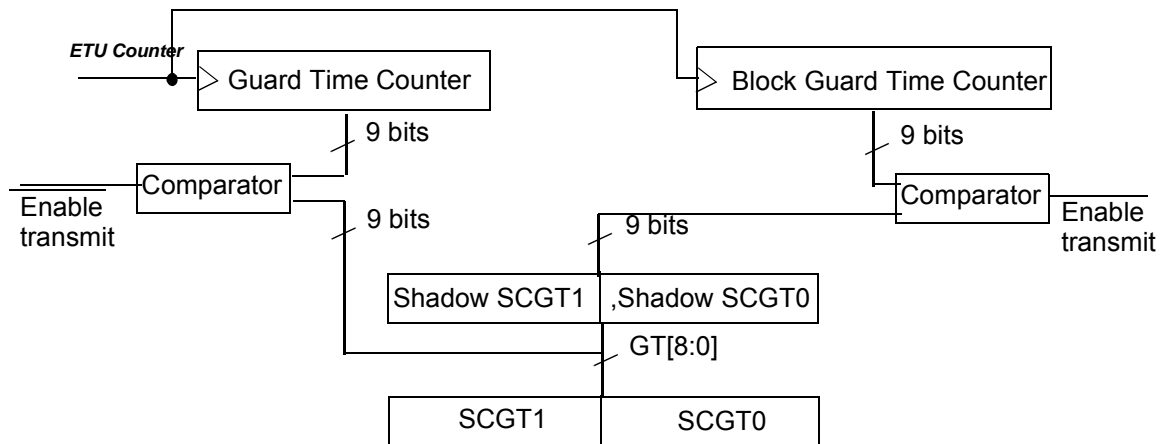 ETU Counter
Guard Time Counter
Block Guard Time Counter
9 bits
9 bits
Comparator
Comparator
Enable
transmit
9 bits
9 bits
Enable
transmit
Shadow SCGT1
,Shadow SCGT0
GT[8:0]
SCGT1
SCGT0